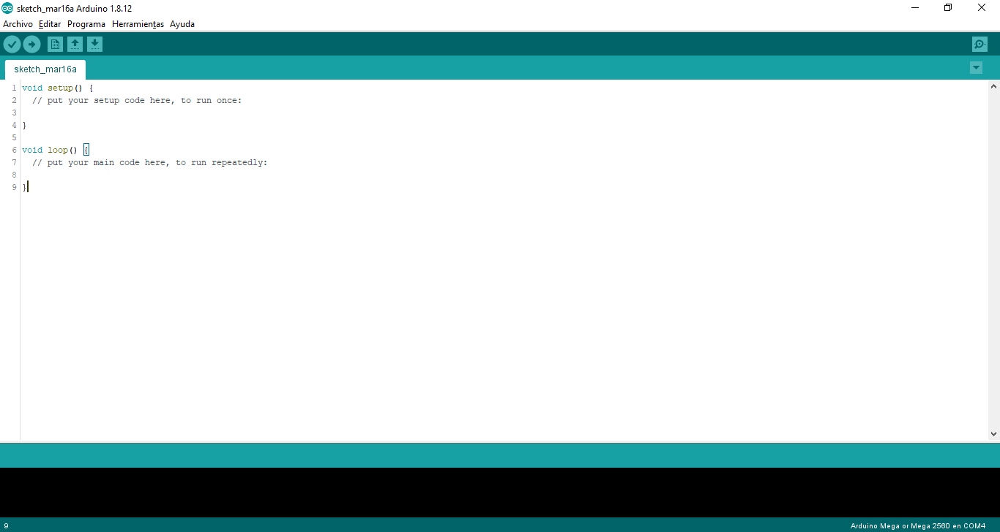 sketch_mar16a Arduino 1.8.12
Archivo Editar Programa Herramientas Ayuda
sketch_mar16a
1 void setup() {
2   // put your setup code here, to run once:
3
4 }
5
6 void loop() {
7   // put your main code here, to run repeatedly:
8
9 }
9 Arduino Mega or Mega 2560 en COM4